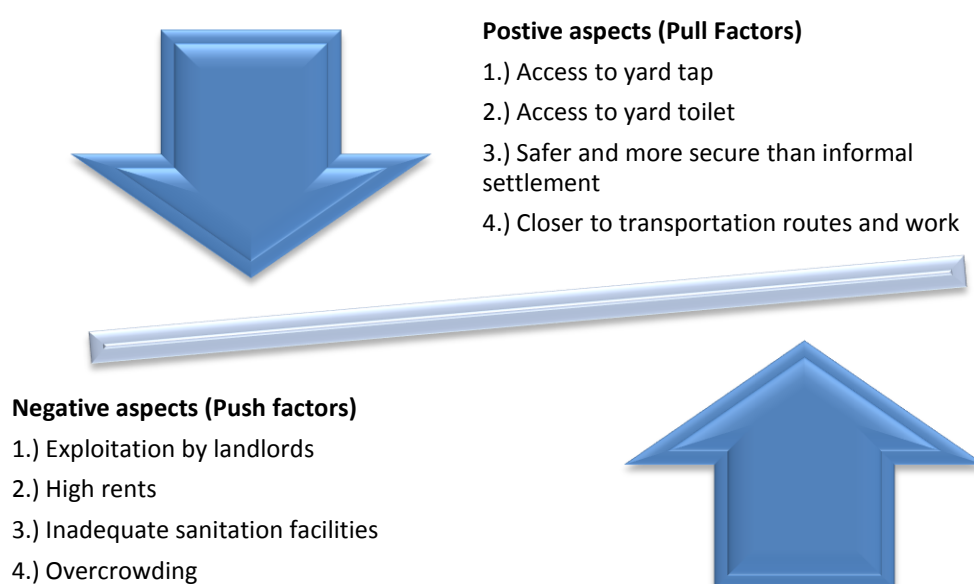 Postive aspects (Pull Factors)
1.) Access to yard tap
2.) Access to yard toilet
3.) Safer and more secure than informal
settlement
4.) Closer to transportation routes and work
Negative aspects (Push factors)
1.) Exploitation by landlords
2.) High rents
3.) Inadequate sanitation facilities
4.) Overcrowding